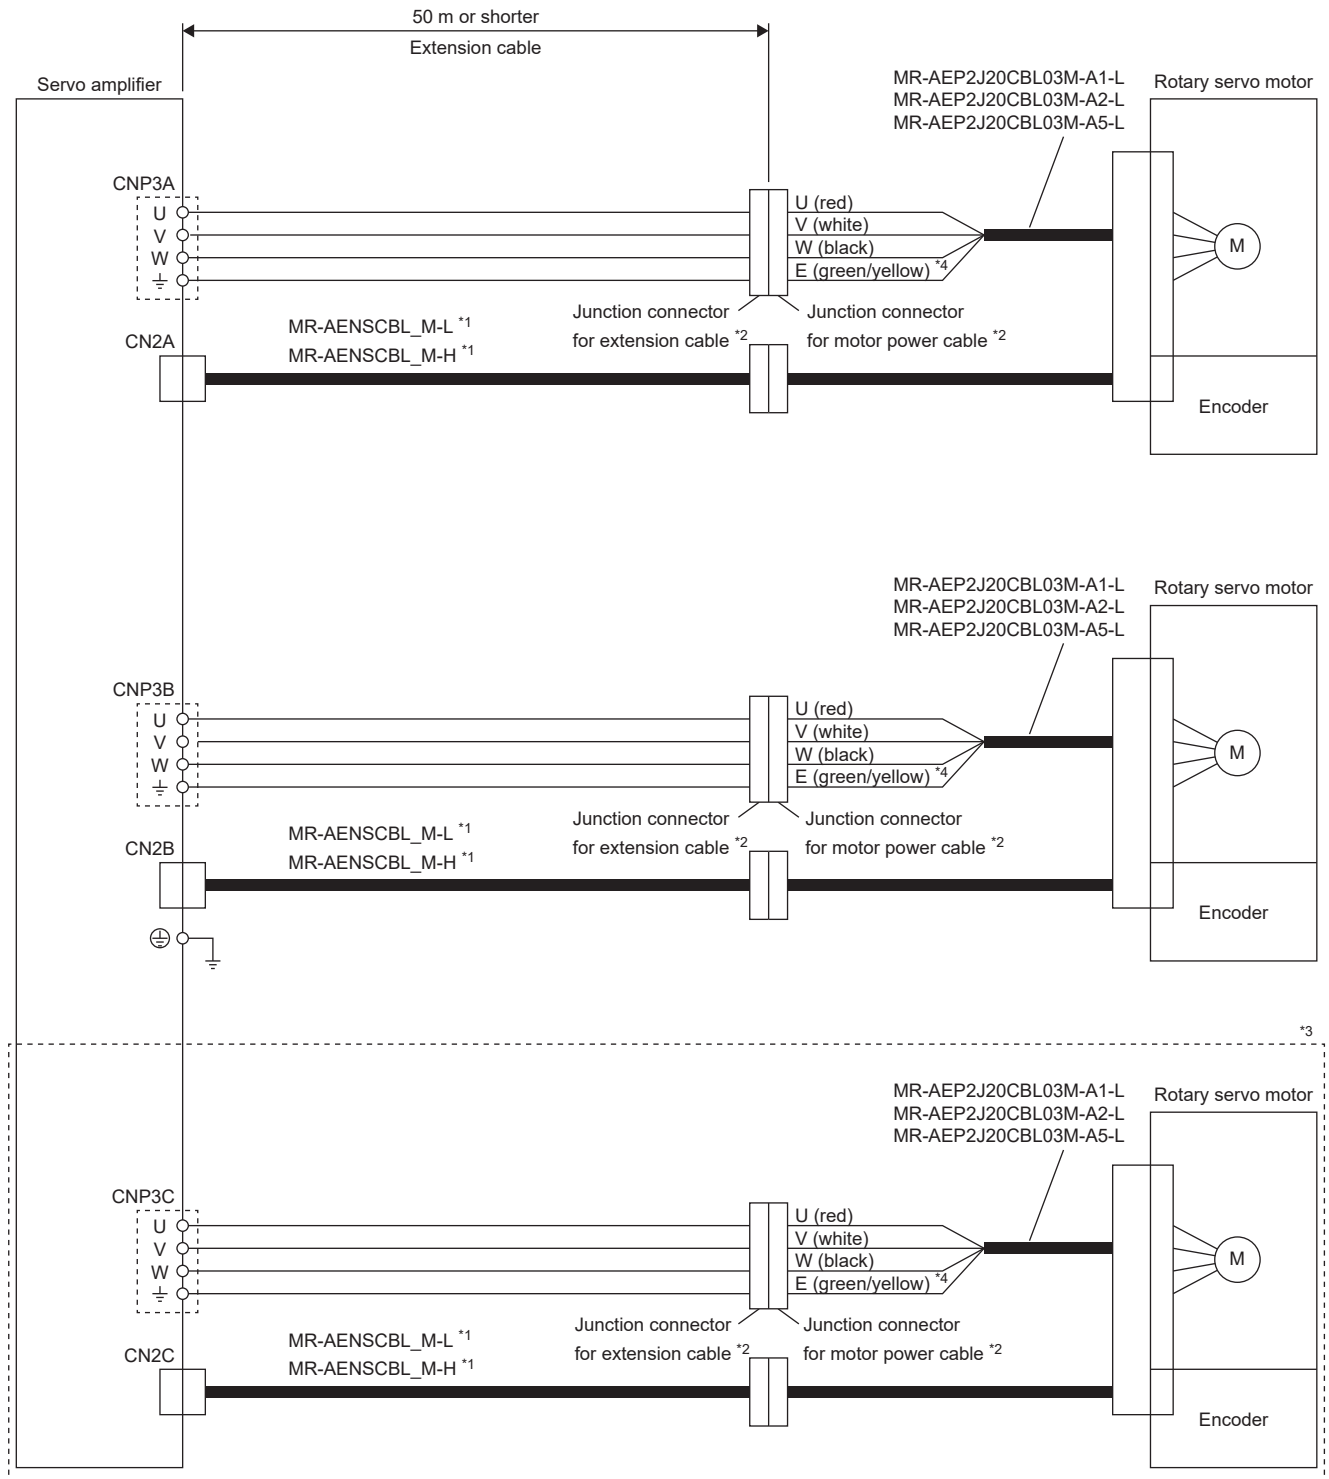 50 m or shorter
Extension cable
Servo amplifier
MR-AEP2J20CBL03M-A1-L
MR-AEP2J20CBL03M-A2-L
MR-AEP2J20CBL03M-A5-L
Rotary servo motor
CNP3A
U
V
W
U (red)
V (white)
W (black)
E (green/yellow) *4
M
Junction connector
for extension cable *2
Junction connector
for motor power cable *2
CN2A
MR-AENSCBL_M-L *1
MR-AENSCBL_M-H *1
Encoder
MR-AEP2J20CBL03M-A1-L
MR-AEP2J20CBL03M-A2-L
MR-AEP2J20CBL03M-A5-L
Rotary servo motor
CNP3B
U
V
W
U (red)
V (white)
W (black)
E (green/yellow) *4
M
Junction connector
for extension cable *2
Junction connector
for motor power cable *2
CN2B
MR-AENSCBL_M-L *1
MR-AENSCBL_M-H *1
Encoder
*3
MR-AEP2J20CBL03M-A1-L
MR-AEP2J20CBL03M-A2-L
MR-AEP2J20CBL03M-A5-L
Rotary servo motor
CNP3C
U
V
W
U (red)
V (white)
W (black)
E (green/yellow) *4
M
Junction connector
for extension cable *2
Junction connector
for motor power cable *2
CN2C
MR-AENSCBL_M-L *1
MR-AENSCBL_M-H *1
Encoder